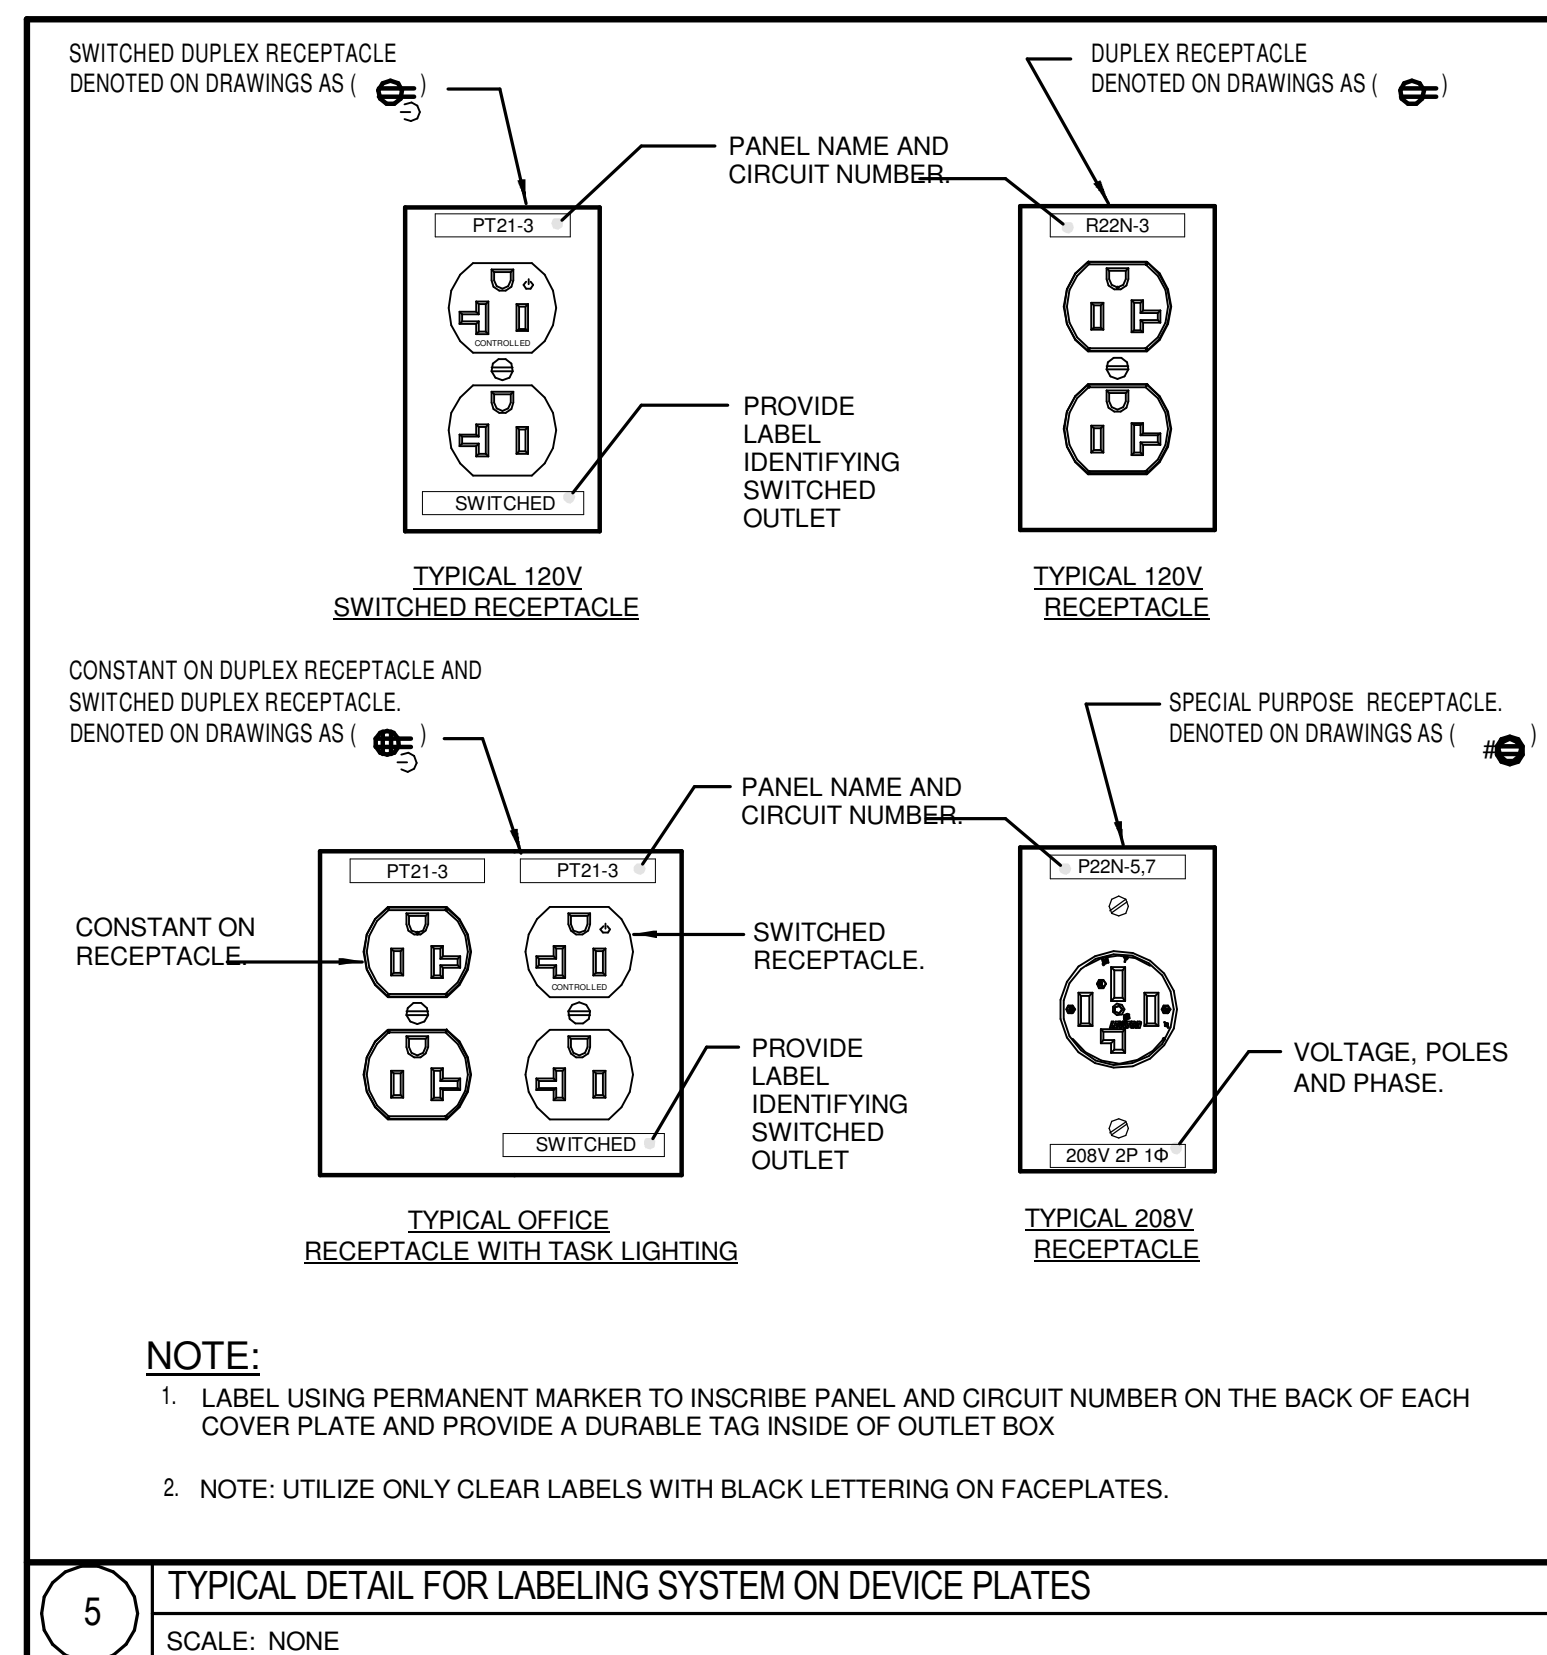 SWITCHED DUPLEX RECEPTACLE
DENOTED ON DRAWINGS AS ( )
DUPLEX RECEPTACLE
DENOTED ON DRAWINGS AS ( )
PANEL NAME AND
CIRCUIT NUMBER.
PT21-3
CONTROLLED
SWITCHED
R22N-3
PROVIDE
LABEL
IDENTIFYING
SWITCHED
OUTLET
TYPICAL 120V
SWITCHED RECEPTACLE
TYPICAL 120V
RECEPTACLE
CONSTANT ON DUPLEX RECEPTACLE AND
SWITCHED DUPLEX RECEPTACLE.
DENOTED ON DRAWINGS AS ( )
SPECIAL PURPOSE RECEPTACLE.
DENOTED ON DRAWINGS AS ( # )
PANEL NAME AND
CIRCUIT NUMBER.
PT21-3
PT21-3
P22N-5,7
CONSTANT ON
RECEPTACLE.
CONTROLLED
SWITCHED
RECEPTACLE.
PROVIDE
LABEL
IDENTIFYING
SWITCHED
OUTLET
SWITCHED
VOLTAGE, POLES
AND PHASE.
208V 2P 1Φ
TYPICAL OFFICE
RECEPTACLE WITH TASK LIGHTING
TYPICAL 208V
RECEPTACLE
NOTE:
1. LABEL USING PERMANENT MARKER TO INSCRIBE PANEL AND CIRCUIT NUMBER ON THE BACK OF EACH
COVER PLATE AND PROVIDE A DURABLE TAG INSIDE OF OUTLET BOX
2. NOTE: UTILIZE ONLY CLEAR LABELS WITH BLACK LETTERING ON FACEPLATES.
5
TYPICAL DETAIL FOR LABELING SYSTEM ON DEVICE PLATES
SCALE: NONE